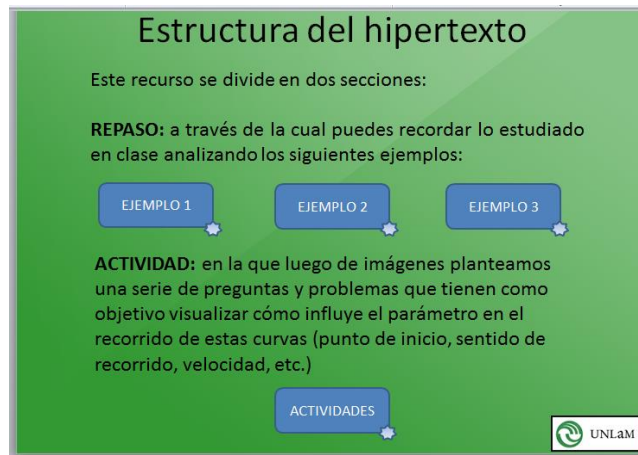 Estructura del hipertexto
Este recurso se divide en dos secciones:
REPASO: a través de la cual puedes recordar lo estudiado
en clase analizando los siguientes ejemplos:
EJEMPLO 1
EJEMPLO 2
EJEMPLO 3
ACTIVIDAD: en la que luego de imágenes planteamos
una serie de preguntas y problemas que tienen como
objetivo visualizar cómo influye el parámetro en el
recorrido de estas curvas (punto de inicio, sentido de
recorrido, velocidad, etc.)
ACTIVIDADES
UNLaM